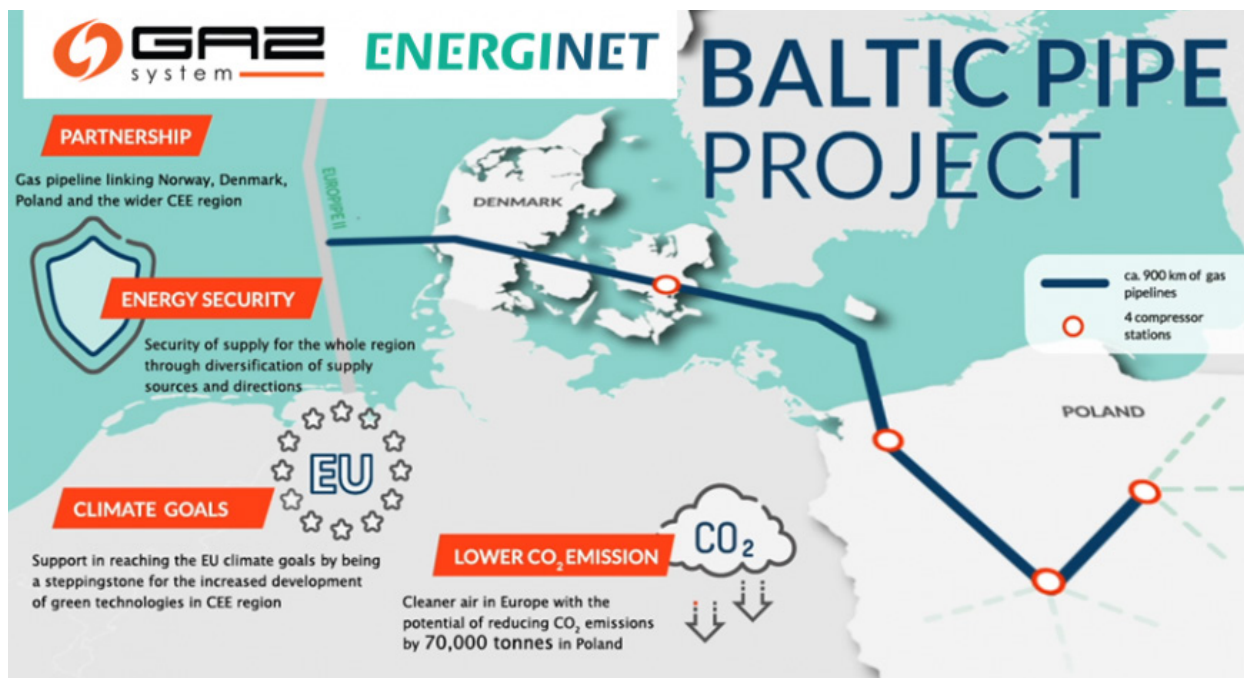 GAZ
system
ENERGINET
BALTIC PIPE
PROJECT
PARTNERSHIP
Gas pipeline linking Norway, Denmark,
Poland and the wider CEE region
EUROPIPE II
DENMARK
ENERGY SECURITY
Security of supply for the whole region
through diversification of supply
sources and directions
ca. 900 km of gas
pipelines
4 compressor
stations
POLAND
EU
CLIMATE GOALS
Support in reaching the EU climate goals by being
a steppingstone for the increased development
of green technologies in CEE region
CO₂
LOWER CO₂ EMISSION
Cleaner air in Europe with the
potential of reducing CO₂ emissions
by 70,000 tonnes in Poland